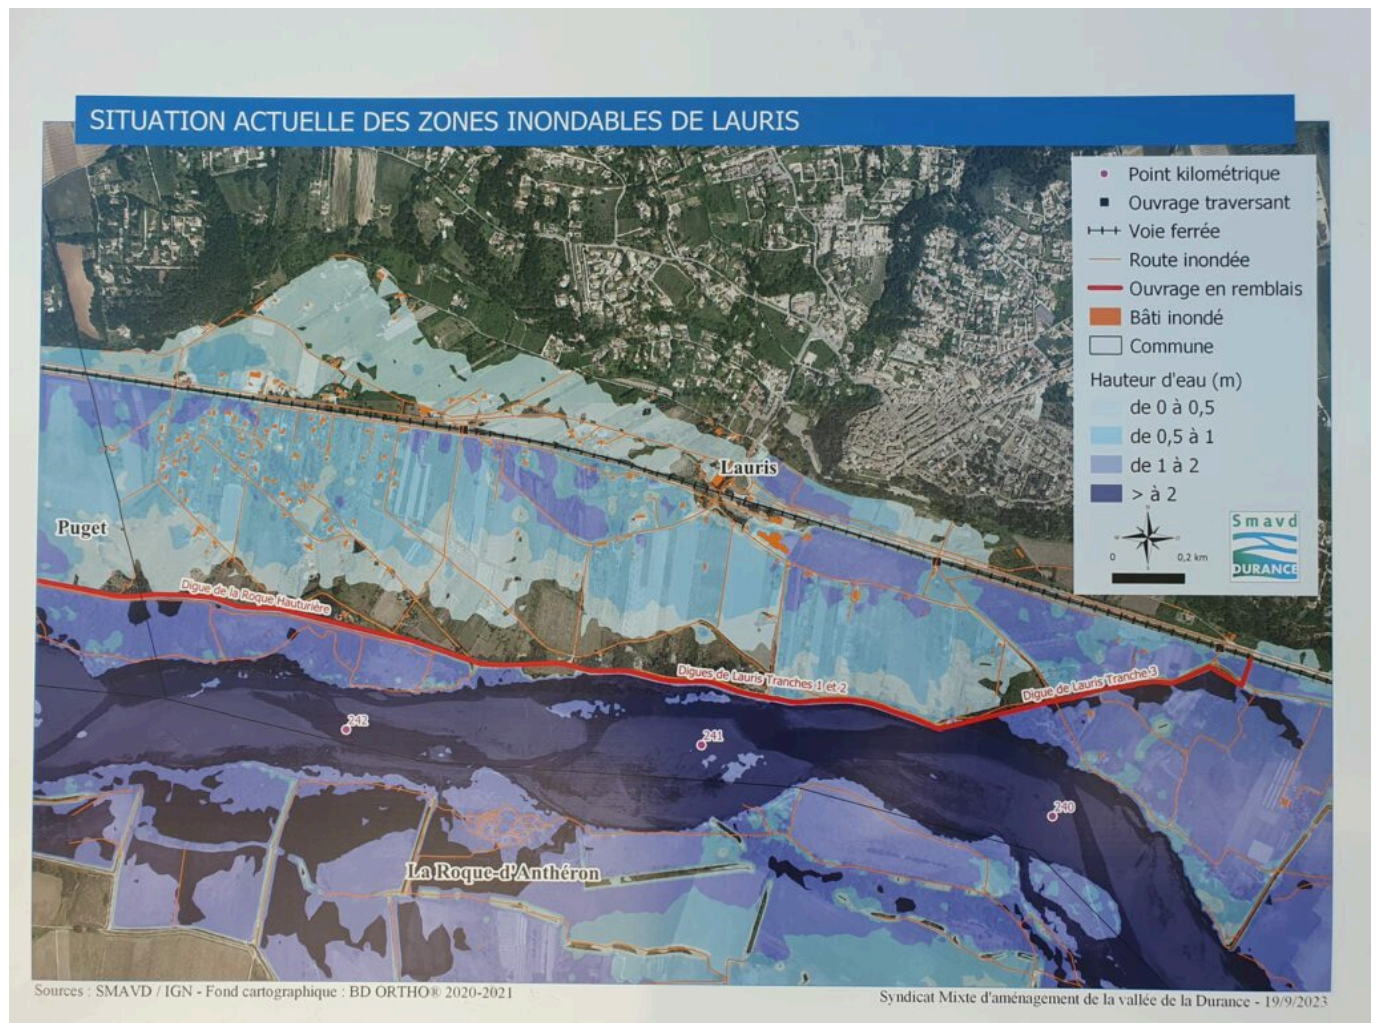 SITUATION ACTUELLE DES ZONES INONDABLES DE LAURIS
Point kilométrique
Ouvrage traversant
Voie ferrée
Route inondée
Ouvrage en remblais
Bâti inondé
Commune
Hauteur d'eau (m)
de 0 à 0,5
de 0,5 à 1
de 1 à 2
> à 2
0 0,2 km
Smavd
DURANCE
Lauris
Puget
Digue de la Roque Hauturière
Digues de Lauris Tranches 1 et 2
Digue de Lauris Tranche 3
242
241
240
La Roque-d'Anthéron
Sources : SMAVD / IGN - Fond cartographique : BD ORTHO® 2020-2021
Syndicat Mixte d'aménagement de la vallée de la Durance - 19/9/2023